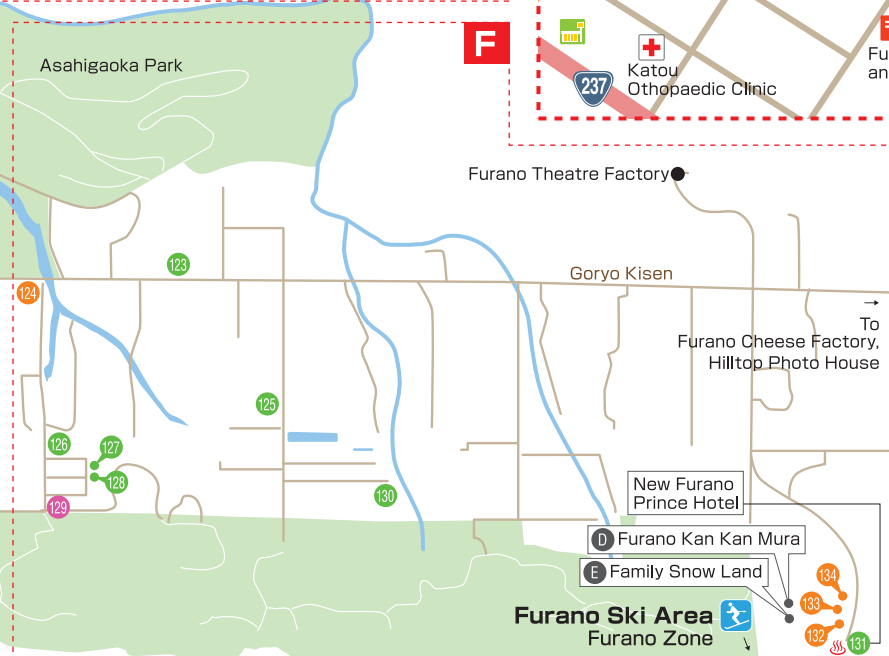 F
Asahigaoka Park
237
Katou
Othopaedic Clinic
Fu
an
Furano Theatre Factory
123
Goryo Kisen
124
→
To
Furano Cheese Factory,
Hilltop Photo House
125
126
127
128
129
130
New Furano
Prince Hotel
D Furano Kan Kan Mura
E Family Snow Land
134
133
132
131
Furano Ski Area
Furano Zone